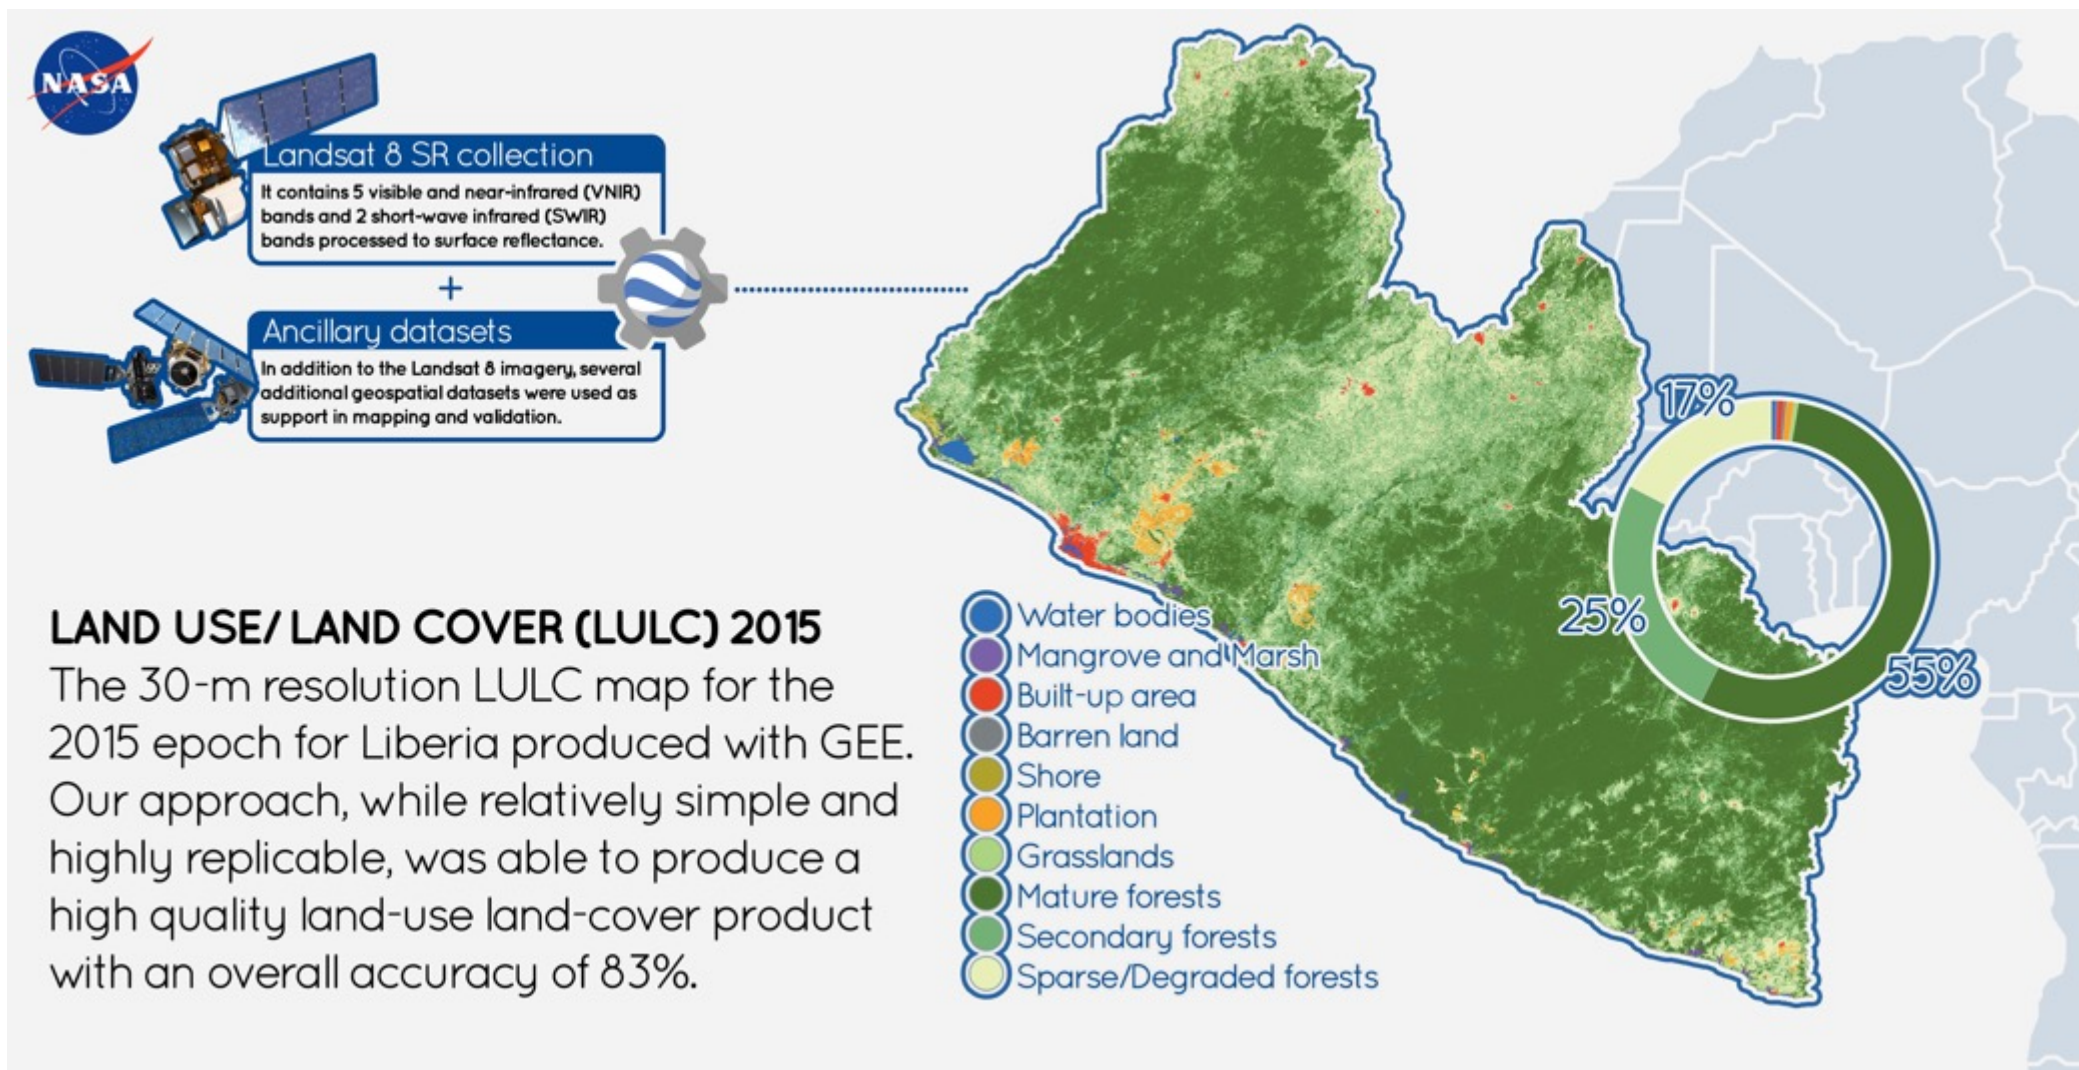 NASA
Landsat 8 SR collection
It contains 5 visible and near-infrared (VNIR)
bands and 2 short-wave infrared (SWIR)
bands processed to surface reflectance.
+
Ancillary datasets
In addition to the Landsat 8 imagery, several
additional geospatial datasets were used as
support in mapping and validation.
LAND USE/ LAND COVER (LULC) 2015
The 30-m resolution LULC map for the
2015 epoch for Liberia produced with GEE.
Our approach, while relatively simple and
highly replicable, was able to produce a
high quality land-use land-cover product
with an overall accuracy of 83%.
Water bodies
Mangrove and Marsh
Built-up area
Barren land
Shore
Plantation
Grasslands
Mature forests
Secondary forests
Sparse/Degraded forests
17%
25%
55%